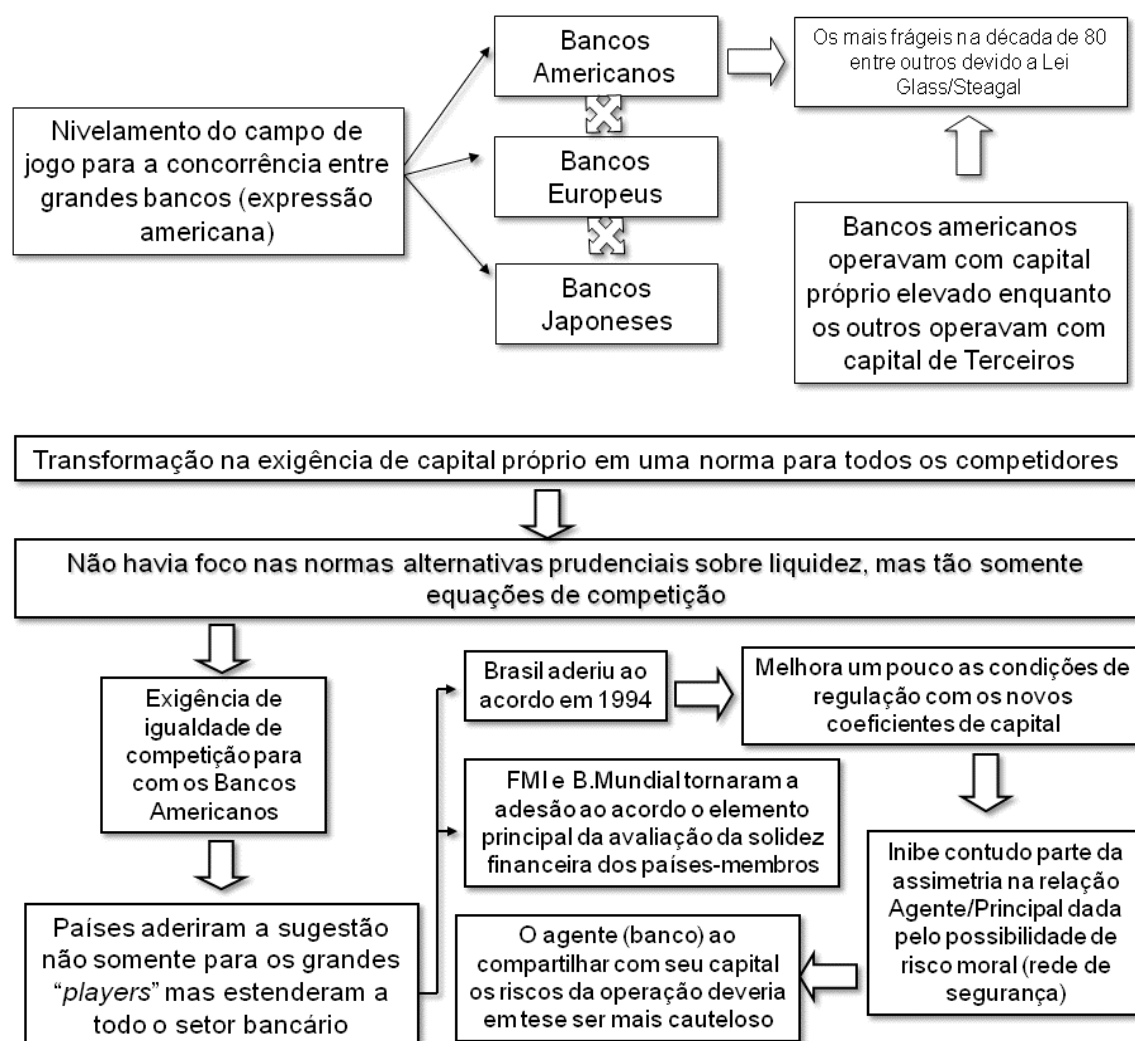 Nivelamento do campo de
jogo para a concorrência entre
grandes bancos (expressão
americana)
Bancos
Americanos
Bancos
Europeus
Bancos
Japoneses
Os mais frágeis na década de 80
entre outros devido a Lei
Glass/Steagal
Bancos americanos
operavam com capital
próprio elevado enquanto
os outros operavam com
capital de Terceiros
Transformação na exigência de capital próprio em uma norma para todos os competidores
Não havia foco nas normas alternativas prudenciais sobre liquidez, mas tão somente
equações de competição
Exigência de
igualdade de
competição para
com os Bancos
Americanos
Países aderiram a sugestão
não somente para os grandes
“players” mas estenderam a
todo o setor bancário
Brasil aderiu ao
acordo em 1994
Melhora um pouco as condições de
regulação com os novos
coeficientes de capital
FMI e B.Mundial tornaram a
adesão ao acordo o elemento
principal da avaliação da solidez
financeira dos países-membros
Inibe contudo parte da
assimetria na relação
Agente/Principal dada
pelo possibilidade de
risco moral (rede de
segurança)
O agente (banco) ao
compartilhar com seu capital
os riscos da operação deveria
em tese ser mais cauteloso